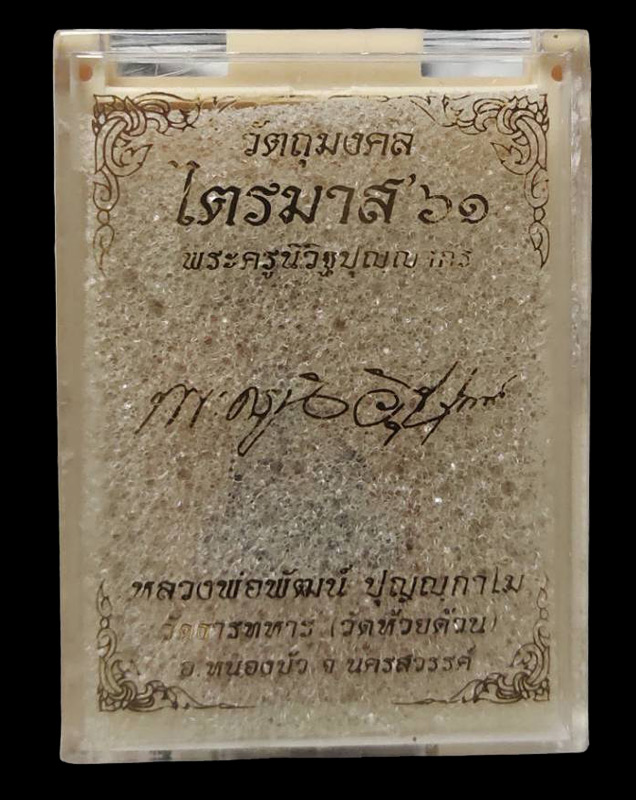 วัตถุมงคล
ไตรมาส'๖๑
พระครูนิวิฐปุญญากร
หลวงพ่อพัฒน์ ปุญฺญกาโม
วัดธารทหาร (วัดห้วยด้วน)
อ.หนองบัว จ.นครสวรรค์